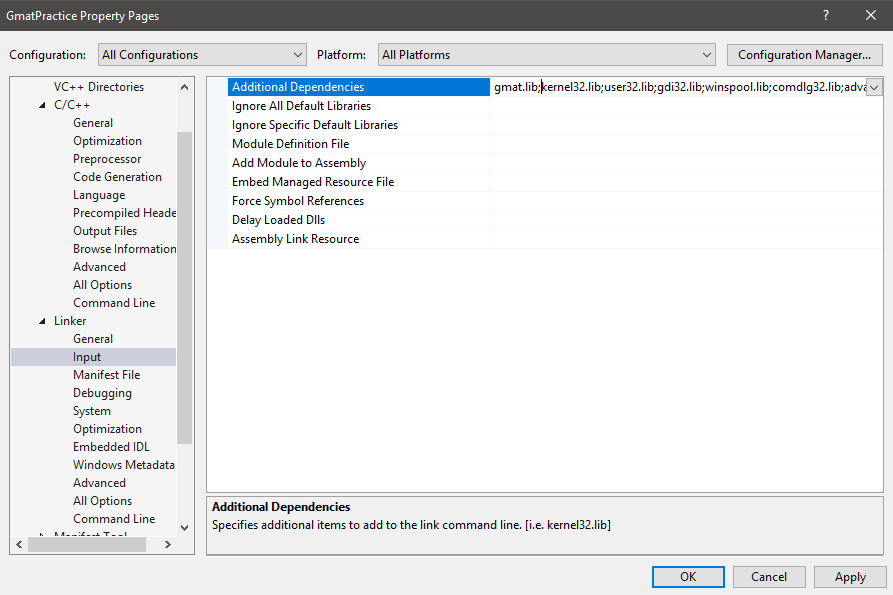 GmatPractice Property Pages
?
Configuration: All Configurations Platform: All Platforms Configuration Manager...
VC++ Directories
C/C++
General
Optimization
Preprocessor
Code Generation
Language
Precompiled Heade
Output Files
Browse Information
Advanced
All Options
Command Line
Linker
General
Input
Manifest File
Debugging
System
Optimization
Embedded IDL
Windows Metadata
Advanced
All Options
Command Line
Additional Dependencies gmat.lib;kernel32.lib;user32.lib;gdi32.lib;winspool.lib;comdlg32.lib;adva
Ignore All Default Libraries
Ignore Specific Default Libraries
Module Definition File
Add Module to Assembly
Embed Managed Resource File
Force Symbol References
Delay Loaded Dlls
Assembly Link Resource
Additional Dependencies
Specifies additional items to add to the link command line. [i.e. kernel32.lib]
OK Cancel Apply